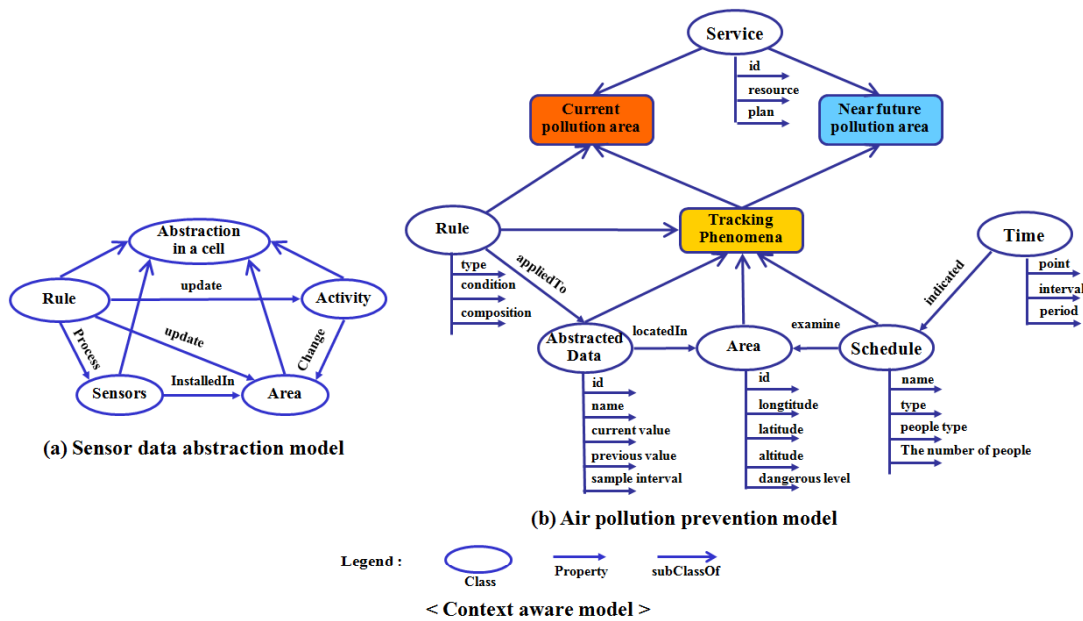 Abstraction
in a cell
Rule
update
Activity
Process
update
Change
Sensors
InstalledIn
Area
(a) Sensor data abstraction model
Service
id
resource
plan
Current
pollution area
Near future
pollution area
Rule
Tracking
Phenomena
Time
type
condition
composition
appliedTo
point
interval
period
indicated
Abstracted
Data
locatedIn
Area
examine
Schedule
id
name
current value
previous value
sample interval
id
longtitude
latitude
altitude
dangerous level
name
type
people type
The number of people
(b) Air pollution prevention model
Legend :
Class
Property
subClassOf
< Context aware model >